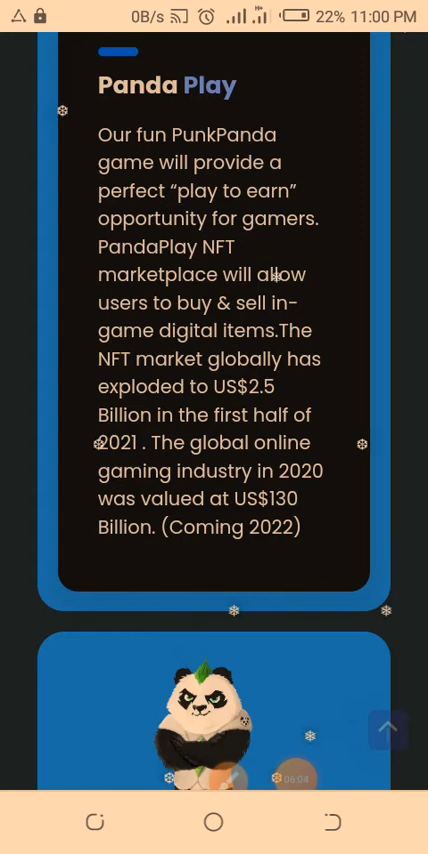 0B/s 22% 11:00 PM
Panda Play
Our fun PunkPanda
game will provide a
perfect “play to earn”
opportunity for gamers.
PandaPlay NFT
marketplace will allow
users to buy & sell in-
game digital items.The
NFT market globally has
exploded to US$2.5
Billion in the first half of
2021 . The global online
gaming industry in 2020
was valued at US$130
Billion. (Coming 2022)
06:04